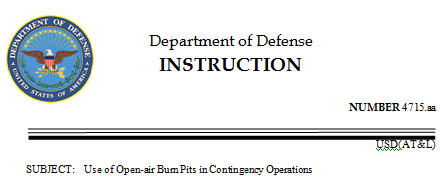 DEPARTMENT OF DEFENSE
UNITED STATES OF AMERICA
Department of Defense
INSTRUCTION
NUMBER 4715.aa
USD(AT&L)
SUBJECT: Use of Open-air Burn Pits in Contingency Operations